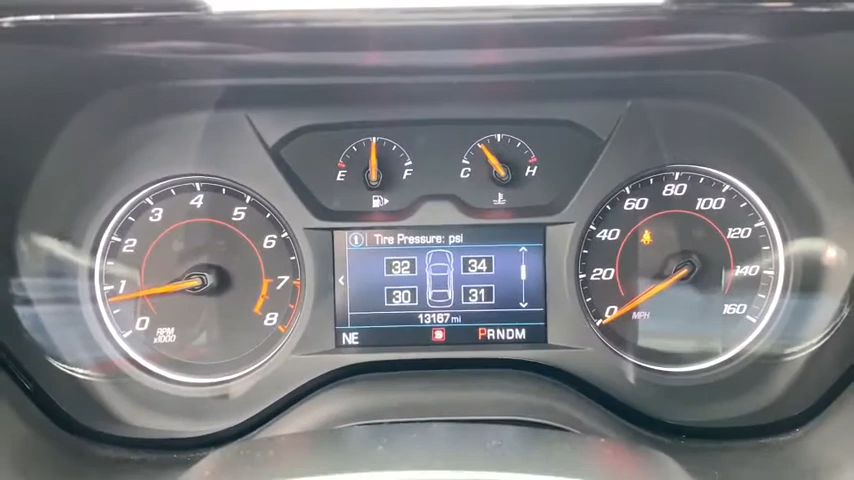 E F
C H
0 1 2 3 4 5 6 7 8
RPM
x1000
i Tire Pressure: psi
32 34
30 31
13167 mi
NE PRNDM
0 20 40 60 80 100 120 140 160
MPH